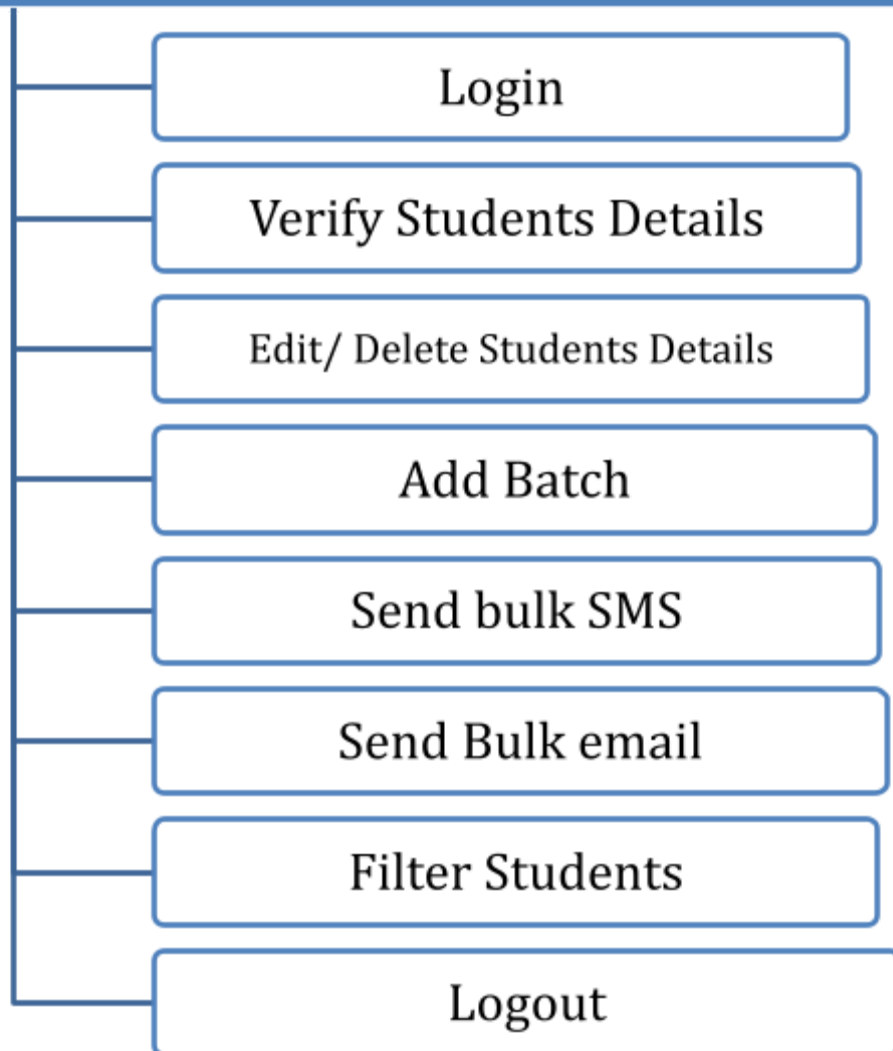 Login
Verify Students Details
Edit/ Delete Students Details
Add Batch
Send bulk SMS
Send Bulk email
Filter Students
Logout